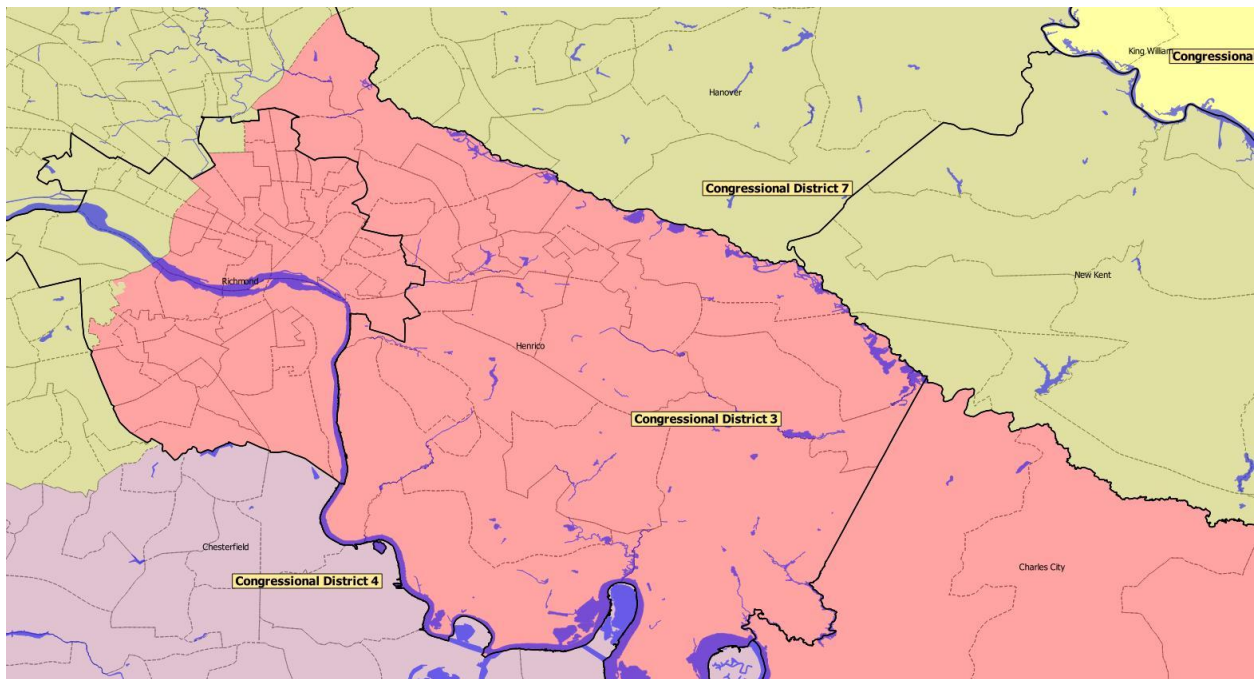 King William
Congressional
Hanover
Congressional District 7
New Kent
Richmond
Henrico
Congressional District 3
Chesterfield
Charles City
Congressional District 4